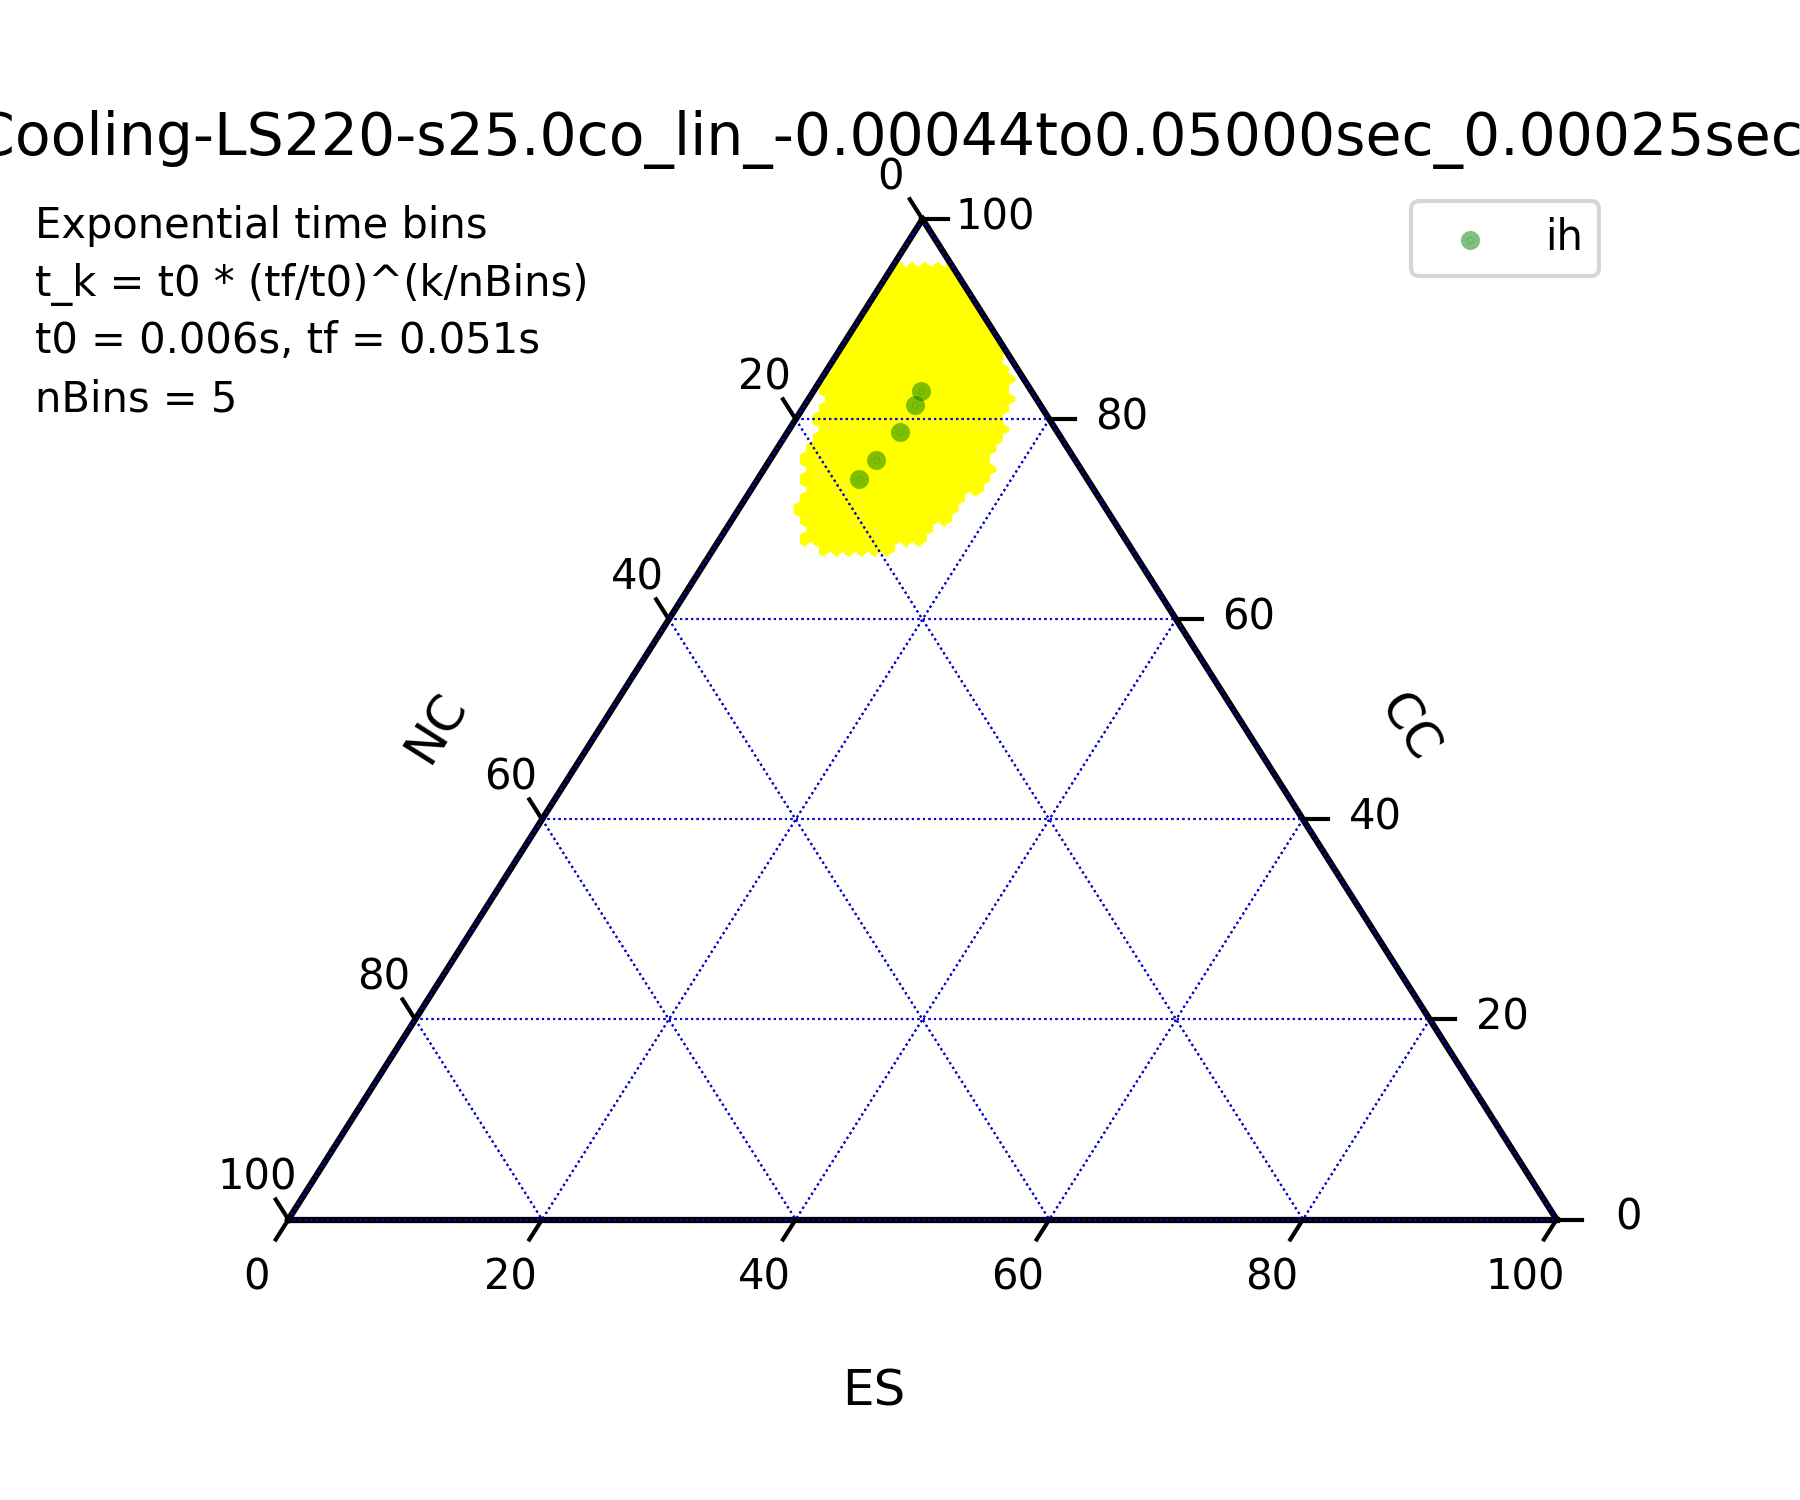 Cooling-LS220-s25.0co_lin_-0.00044to0.05000sec_0.00025sec
Exponential time bins
t_k = t0 * (tf/t0)^(k/nBins)
t0 = 0.006s, tf = 0.051s
nBins = 5
ih
0
100
20
80
40
60
NC
CC
60
40
80
20
100
0
0
20
40
60
80
100
ES